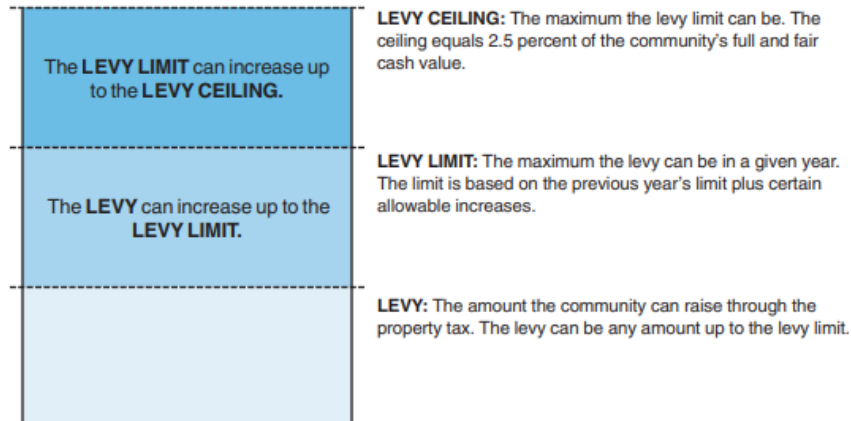 LEVY CEILING: The maximum the levy limit can be. The
ceiling equals 2.5 percent of the community's full and fair
cash value.
The LEVY LIMIT can increase up
to the LEVY CEILING.
LEVY LIMIT: The maximum the levy can be in a given year.
The limit is based on the previous year's limit plus certain
allowable increases.
The LEVY can increase up to the
LEVY LIMIT.
LEVY: The amount the community can raise through the
property tax. The levy can be any amount up to the levy limit.